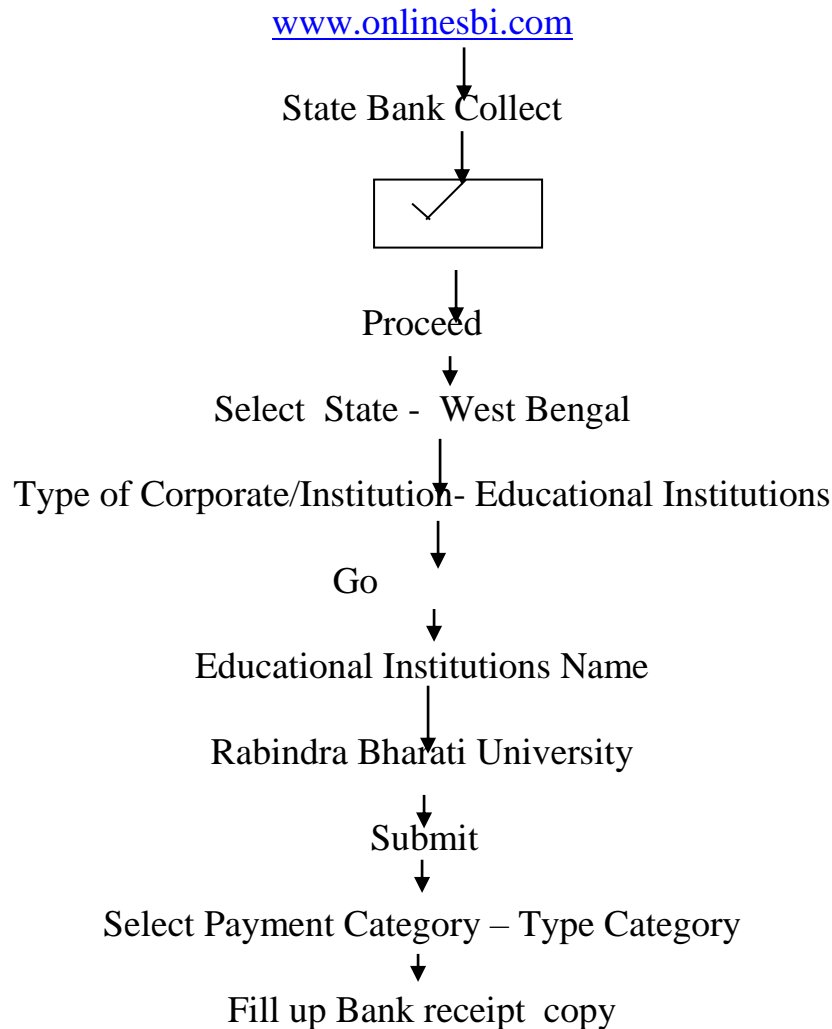 www.onlinesbi.com
State Bank Collect
Proceed
Select State - West Bengal
Type of Corporate/Institution- Educational Institutions
Go
Educational Institutions Name
Rabindra Bharati University
Submit
Select Payment Category – Type Category
Fill up Bank receipt copy